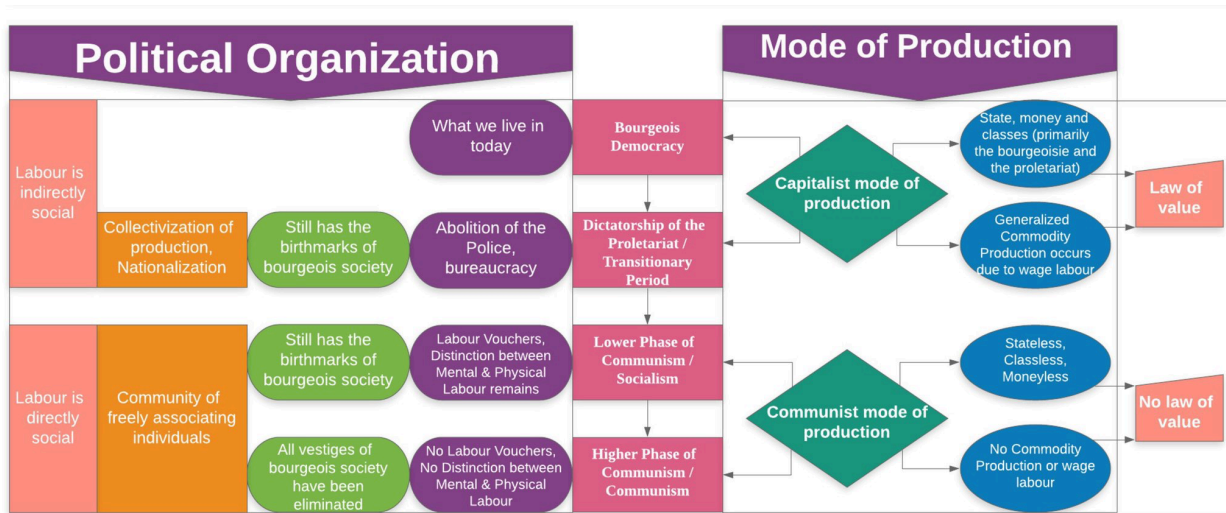 Political Organization
Mode of Production
Labour is
indirectly
social
What we live in
today
Bourgeois
Democracy
Collectivization of
production,
Nationalization
Still has the
birthmarks of
bourgeois society
Abolition of the
Police,
bureaucracy
Dictatorship of the
Proletariat /
Transitionary
Period
Capitalist mode of
production
State, money and
classes (primarily
the bourgeoisie and
the proletariat)
Generalized
Commodity
Production occurs
due to wage labour
Law of
value
Labour is
directly
social
Community of
freely associating
individuals
Still has the
birthmarks of
bourgeois society
Labour Vouchers,
Distinction between
Mental & Physical
Labour remains
Lower Phase of
Communism /
Socialism
All vestiges of
bourgeois society
have been
eliminated
No Labour Vouchers,
No Distinction between
Mental & Physical
Labour
Higher Phase of
Communism /
Communism
Communist mode of
production
Stateless,
Classless,
Moneyless
No Commodity
Production or wage
labour
No law of
value